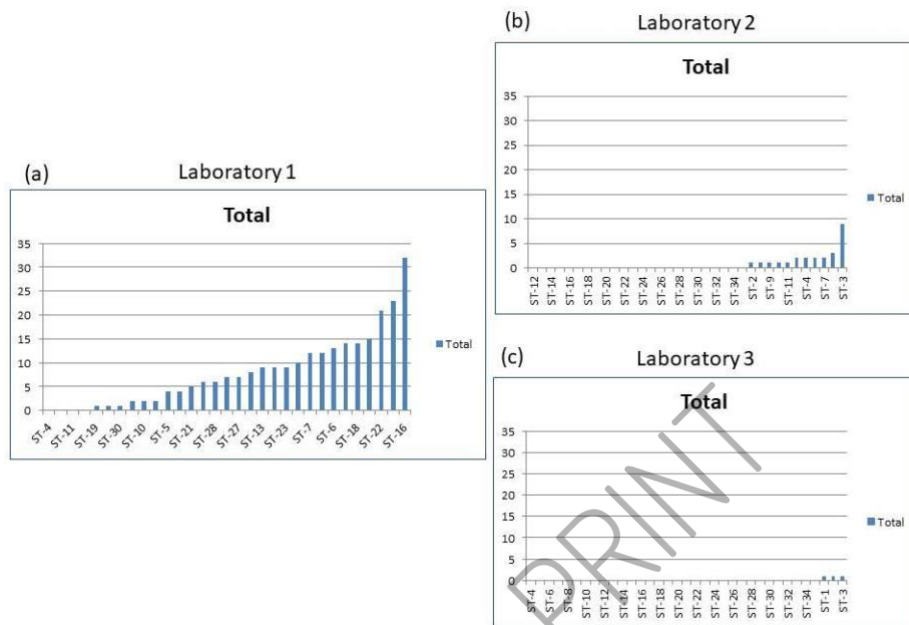 (a) Laboratory 1
Total
35
30
25
20
15
10
5
0
ST-4
ST-11
ST-19
ST-30
ST-10
ST-5
ST-21
ST-28
ST-27
ST-13
ST-23
ST-7
ST-6
ST-18
ST-22
ST-16
Total
(b) Laboratory 2
Total
35
30
25
20
15
10
5
0
ST-12
ST-14
ST-16
ST-18
ST-20
ST-22
ST-24
ST-26
ST-28
ST-30
ST-32
ST-34
ST-2
ST-9
ST-11
ST-4
ST-7
ST-3
Total
(c) Laboratory 3
Total
35
30
25
20
15
10
5
0
ST-4
ST-6
ST-8
ST-10
ST-12
ST-14
ST-16
ST-18
ST-20
ST-22
ST-24
ST-26
ST-28
ST-30
ST-32
ST-34
ST-1
ST-3
Total
PRINT